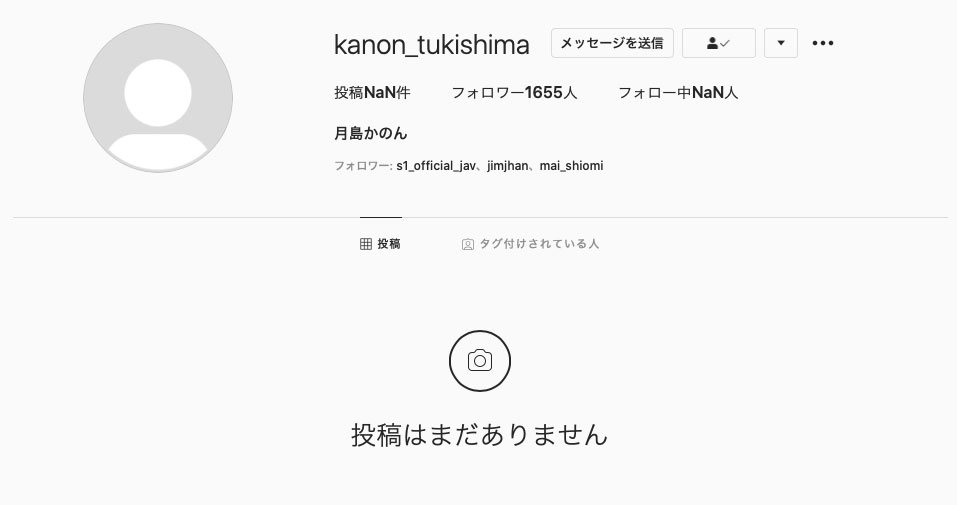 kanon_tukishima メッセージを送信
投稿NaN件 フォロワー1655人 フォロー中NaN人
月島かのん
フォロワー: s1_official_jav、jimjhan、mai_shiomi
投稿 タグ付けされている人
投稿はまだありません